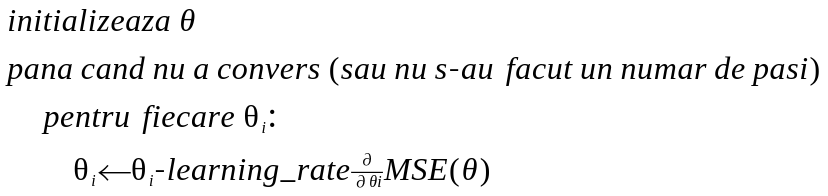 initializeaza θ
pana cand nu a convers (sau nu s-au facut un numar de pasi)
pentru fiecare θᵢ:
θᵢ←θᵢ-learning_rate ∂/∂θi MSE(θ)